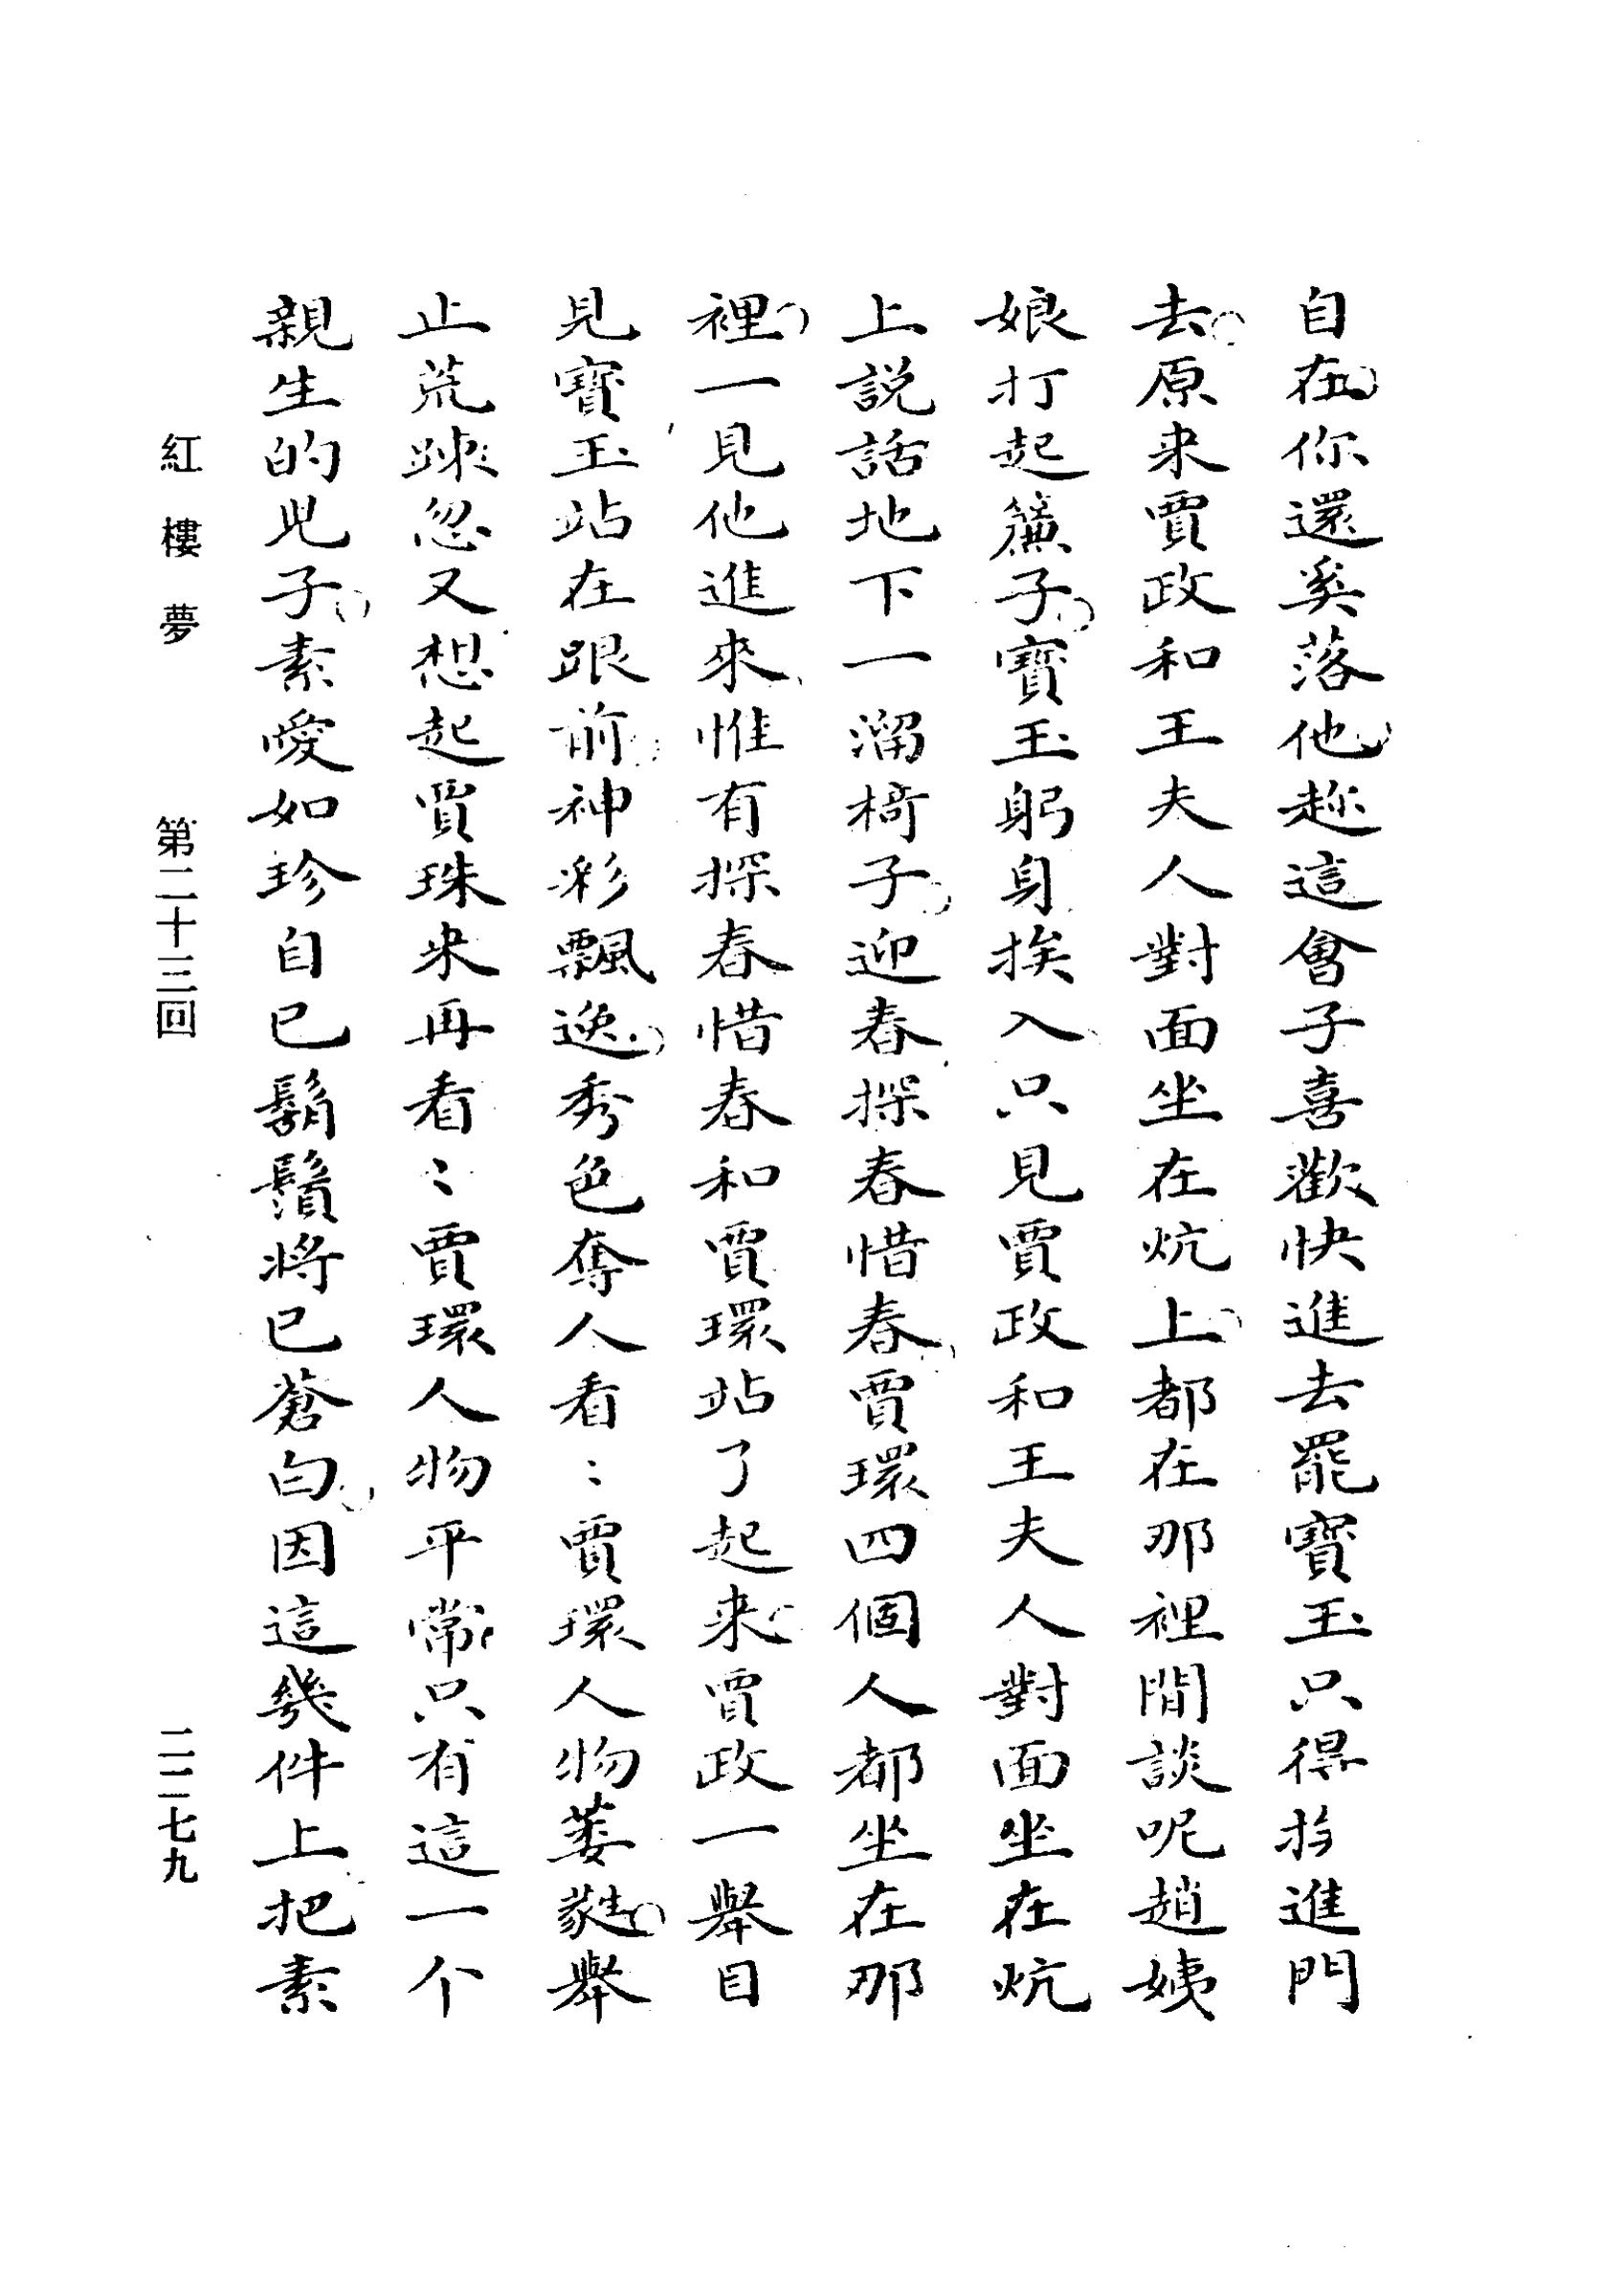 自在你還奚落他趂這會子喜歡快進去罷寳玉只得挨進門
去原来賈政和王夫人對面坐在炕上都在那裡閒談呢趙姨
娘打起簾子寳玉躬身挨入只見賈政和王夫人對面坐在炕
上説話地下一溜椅子迎春探春惜春賈環四個人都坐在那
裡一見他進來惟有探春惜春和賈環站了起来賈政一舉目
見寳玉站在跟前神彩飄逸秀色奪人看〻賈環人物萎蕤舉
止荒踈忽又想起賈珠来再看〻賈環人物平常只有這一个
親生的兒子素愛如珍自己鬍鬚將已蒼白因這幾件上把素
紅樓夢 第二十三回 二二七九